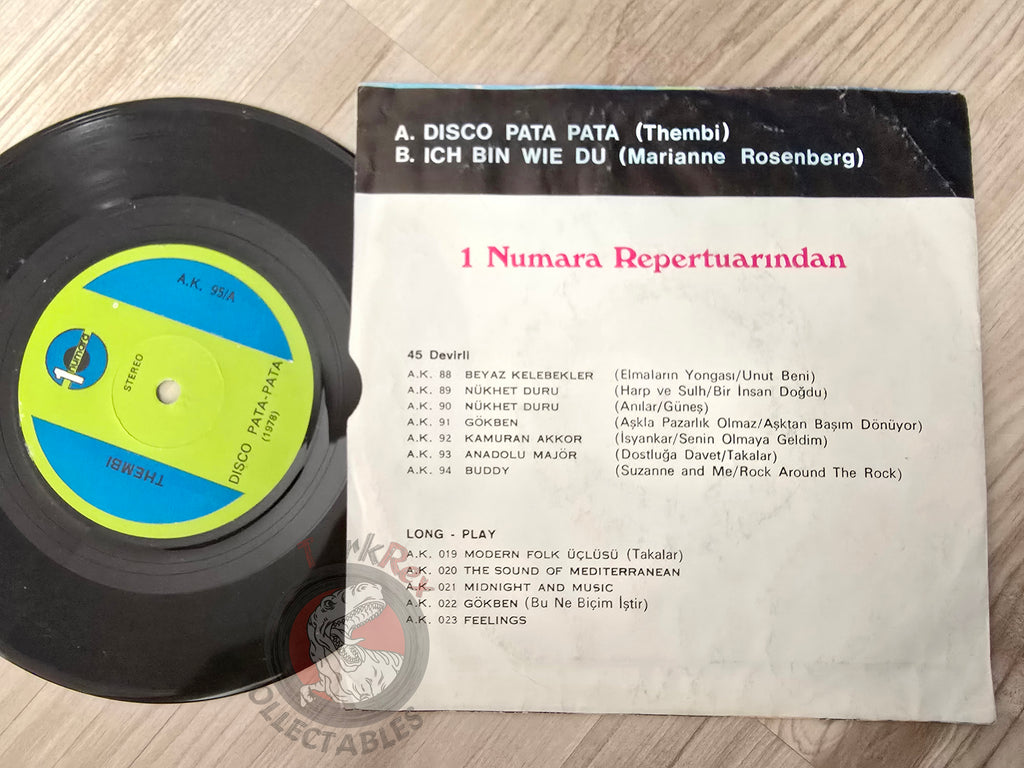 A. DISCO PATA PATA (Thembi)
B. ICH BIN WIE DU (Marianne Rosenberg)
1 Numara Repertuarından
45 Devirli
A.K. 88 BEYAZ KELEBEKLER (Elmaların Yongası/Unut Beni)
A.K. 89 NÜKHET DURU (Harp ve Sulh/Bir İnsan Doğdu)
A.K. 90 NÜKHET DURU (Anılar/Güneş)
A.K. 91 GÖKBEN (Aşkla Pazarlık Olmaz/Aşktan Başım Dönüyor)
A.K. 92 KAMURAN AKKOR (İsyankar/Senin Olmaya Geldim)
A.K. 93 ANADOLU MAJÖR (Dostluğa Davet/Takalar)
A.K. 94 BUDDY (Suzanne and Me/Rock Around The Rock)
LONG - PLAY
A.K. 019 MODERN FOLK ÜÇLÜSÜ (Takalar)
A.K. 020 THE SOUND OF MEDITERRANEAN
A.K. 021 MIDNIGHT AND MUSIC
A.K. 022 GÖKBEN (Bu Ne Biçim İştir)
A.K. 023 FEELINGS
A.K. 95/A
1 numara
STEREO
DISCO PATA-PATA
(1978)
THEMBI
COLLECTABLES